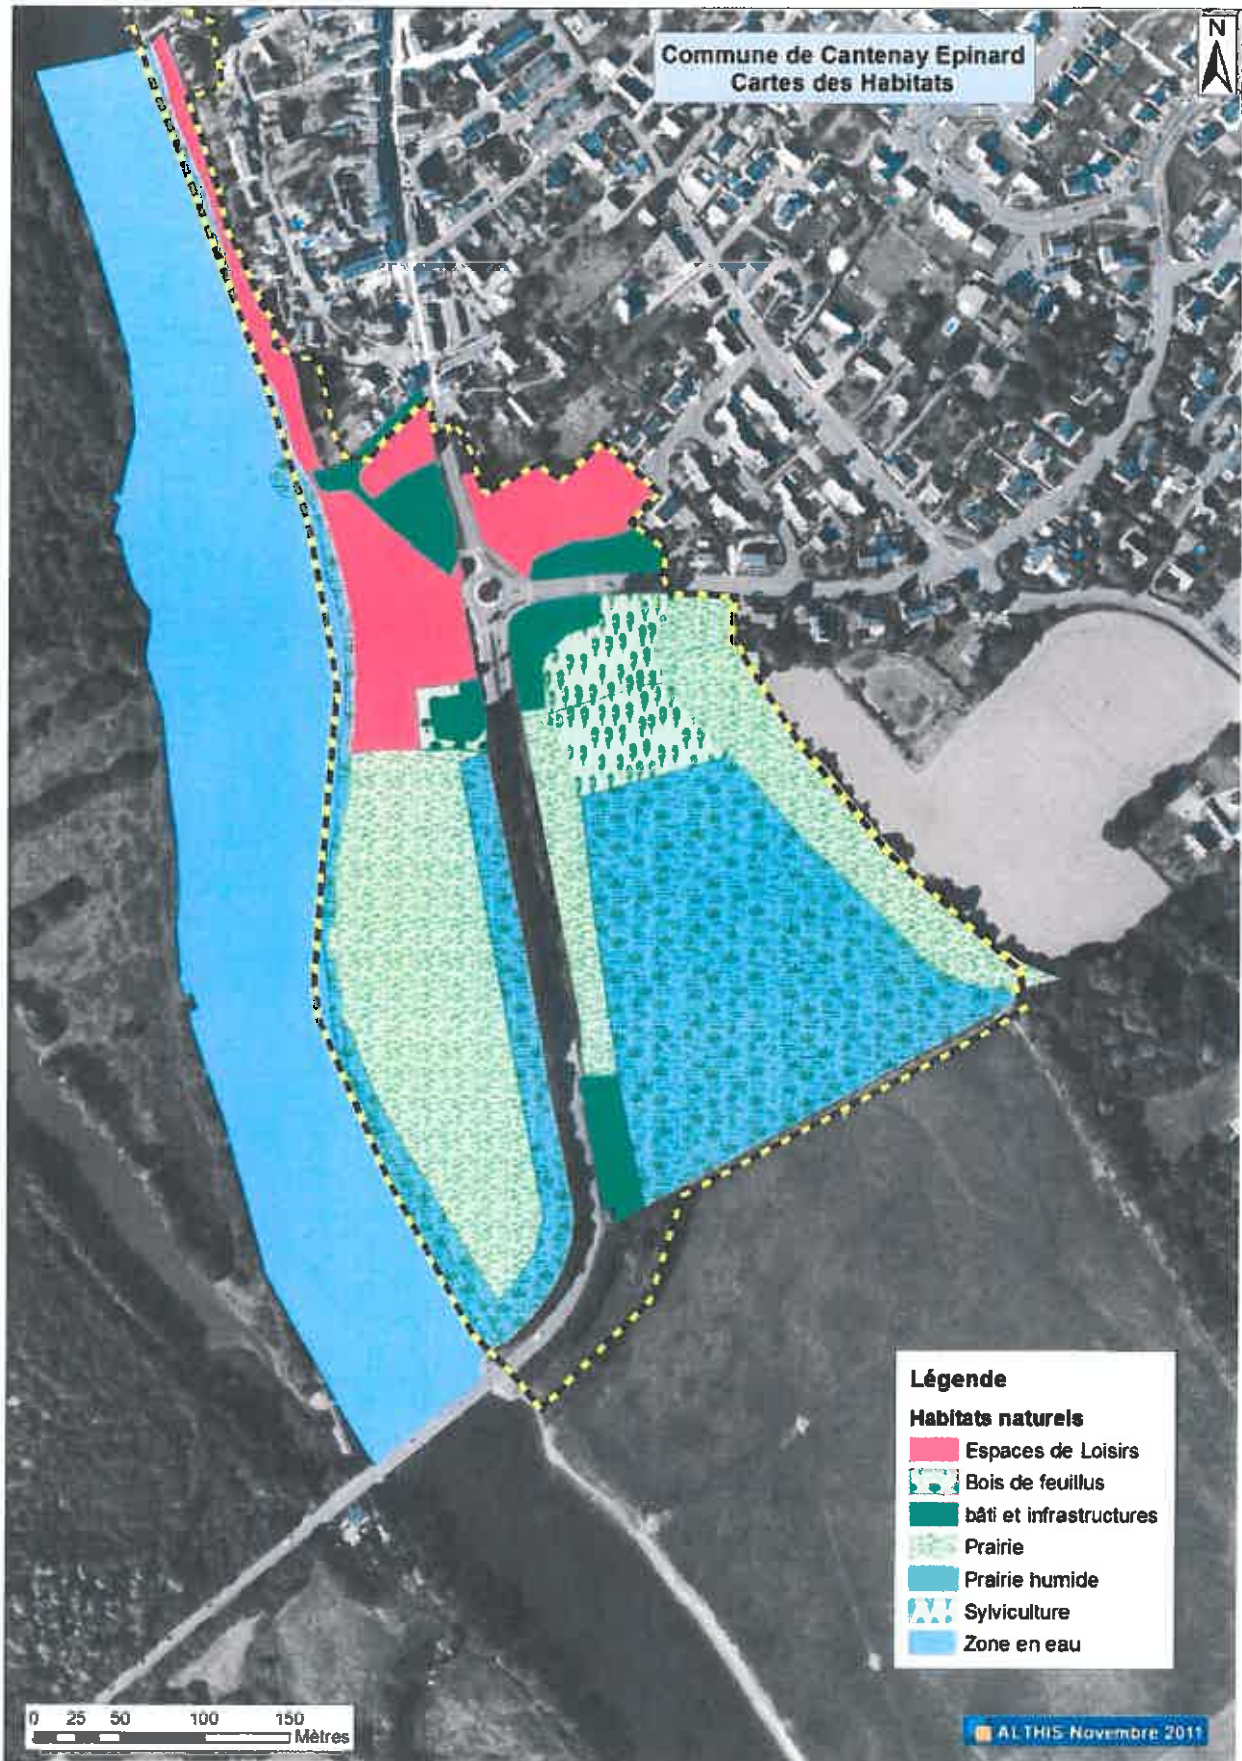 Commune de Cantenay Epinard
Cartes des Habitats
N
Légende
Habitats naturels
Espaces de Loisirs
Bois de feuillus
bâti et infrastructures
Prairie
Prairie humide
Sylviculture
Zone en eau
0 25 50 100 150
Mètres
ALTHIS Novembre 2011